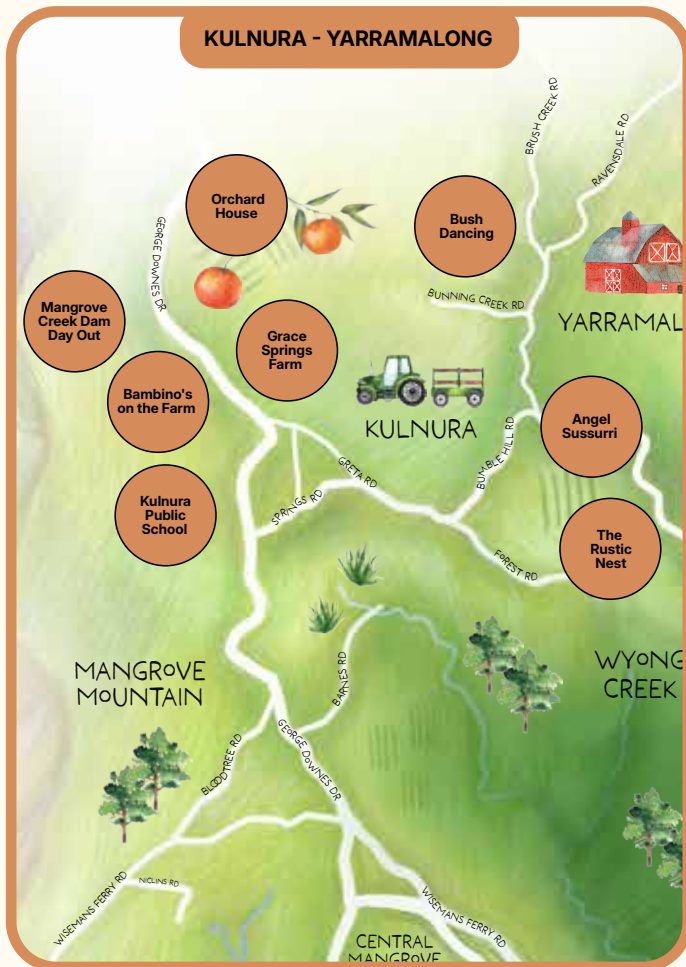 KULNURA - YARRAMALONG
BRUSH CREEK RD
RAVENSDALE RD
Orchard
House
Bush
Dancing
GEORGE DOWNES DR
Mangrove
Creek Dam
Day Out
BUNNING CREEK RD
YARRAMAL
Grace
Springs
Farm
Bambino's
on the Farm
KULNURA
Angel
Sussurri
BUMBLE HILL RD
GRETA RD
Kulnura
Public
School
SPRINGS RD
The
Rustic
Nest
FOREST RD
MANGROVE
MOUNTAIN
WYONG
CREEK
BARNES RD
BLOODTREE RD
GEORGE DOWNES DR
NICLINS RD
WISEMANS FERRY RD
WISEMANS FERRY RD
CENTRAL
MANGROVE